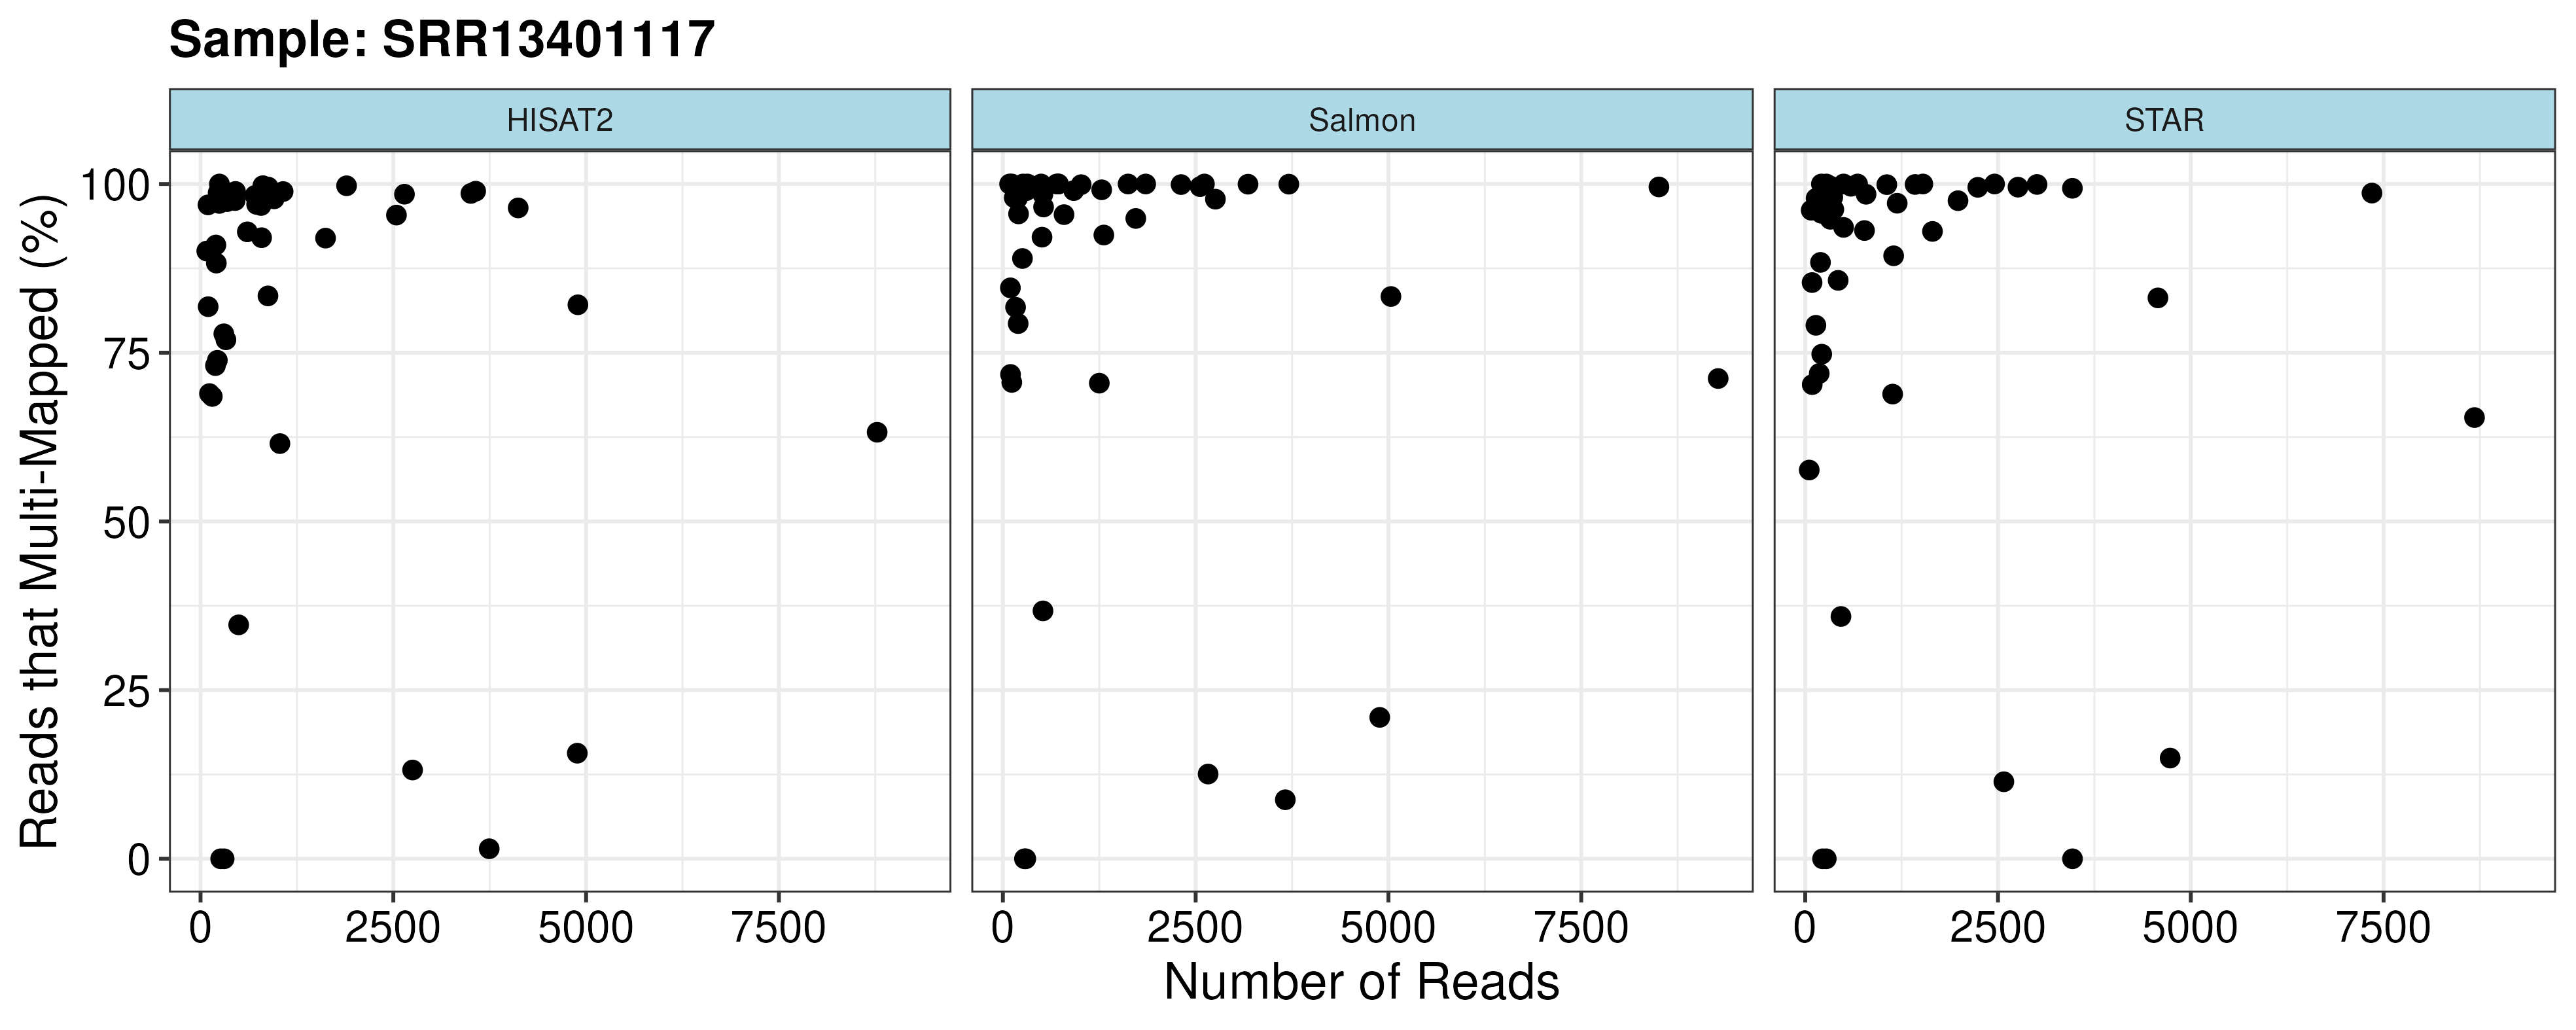 Sample: SRR13401117
HISAT2 Salmon STAR
Reads that Multi-Mapped (%)
100
75
50
25
0
0 2500 5000 7500 0 2500 5000 7500 0 2500 5000 7500
Number of Reads